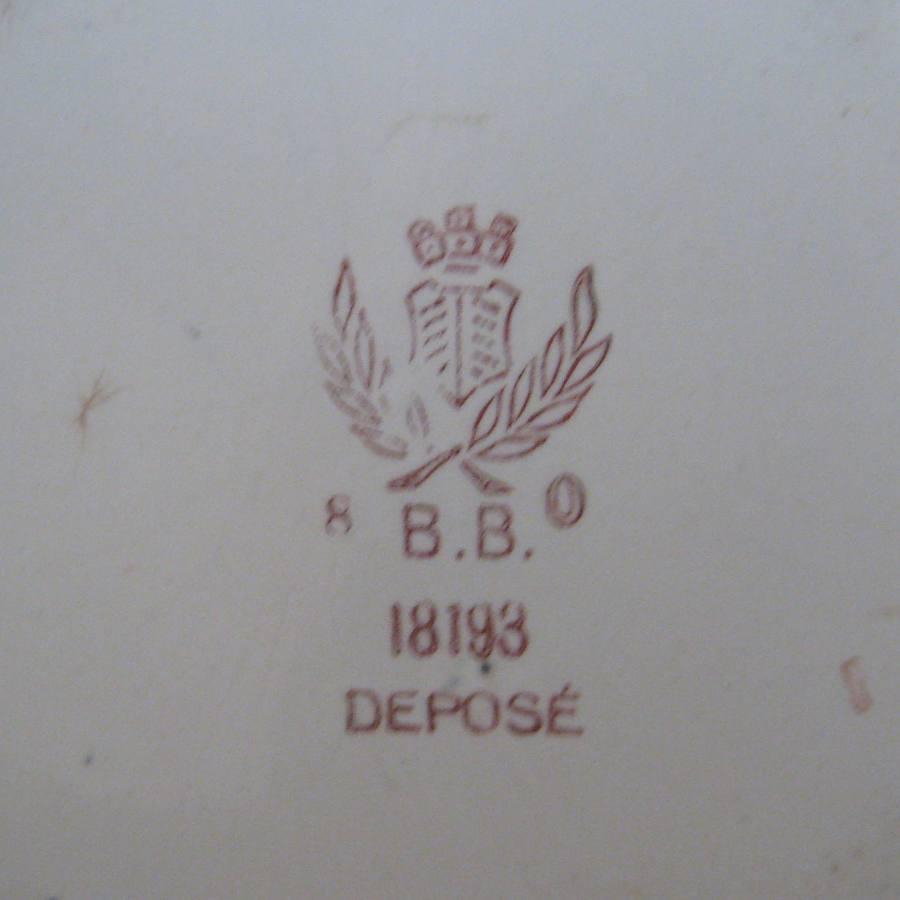 8 B.B. 0
18193
DEPOSÉ